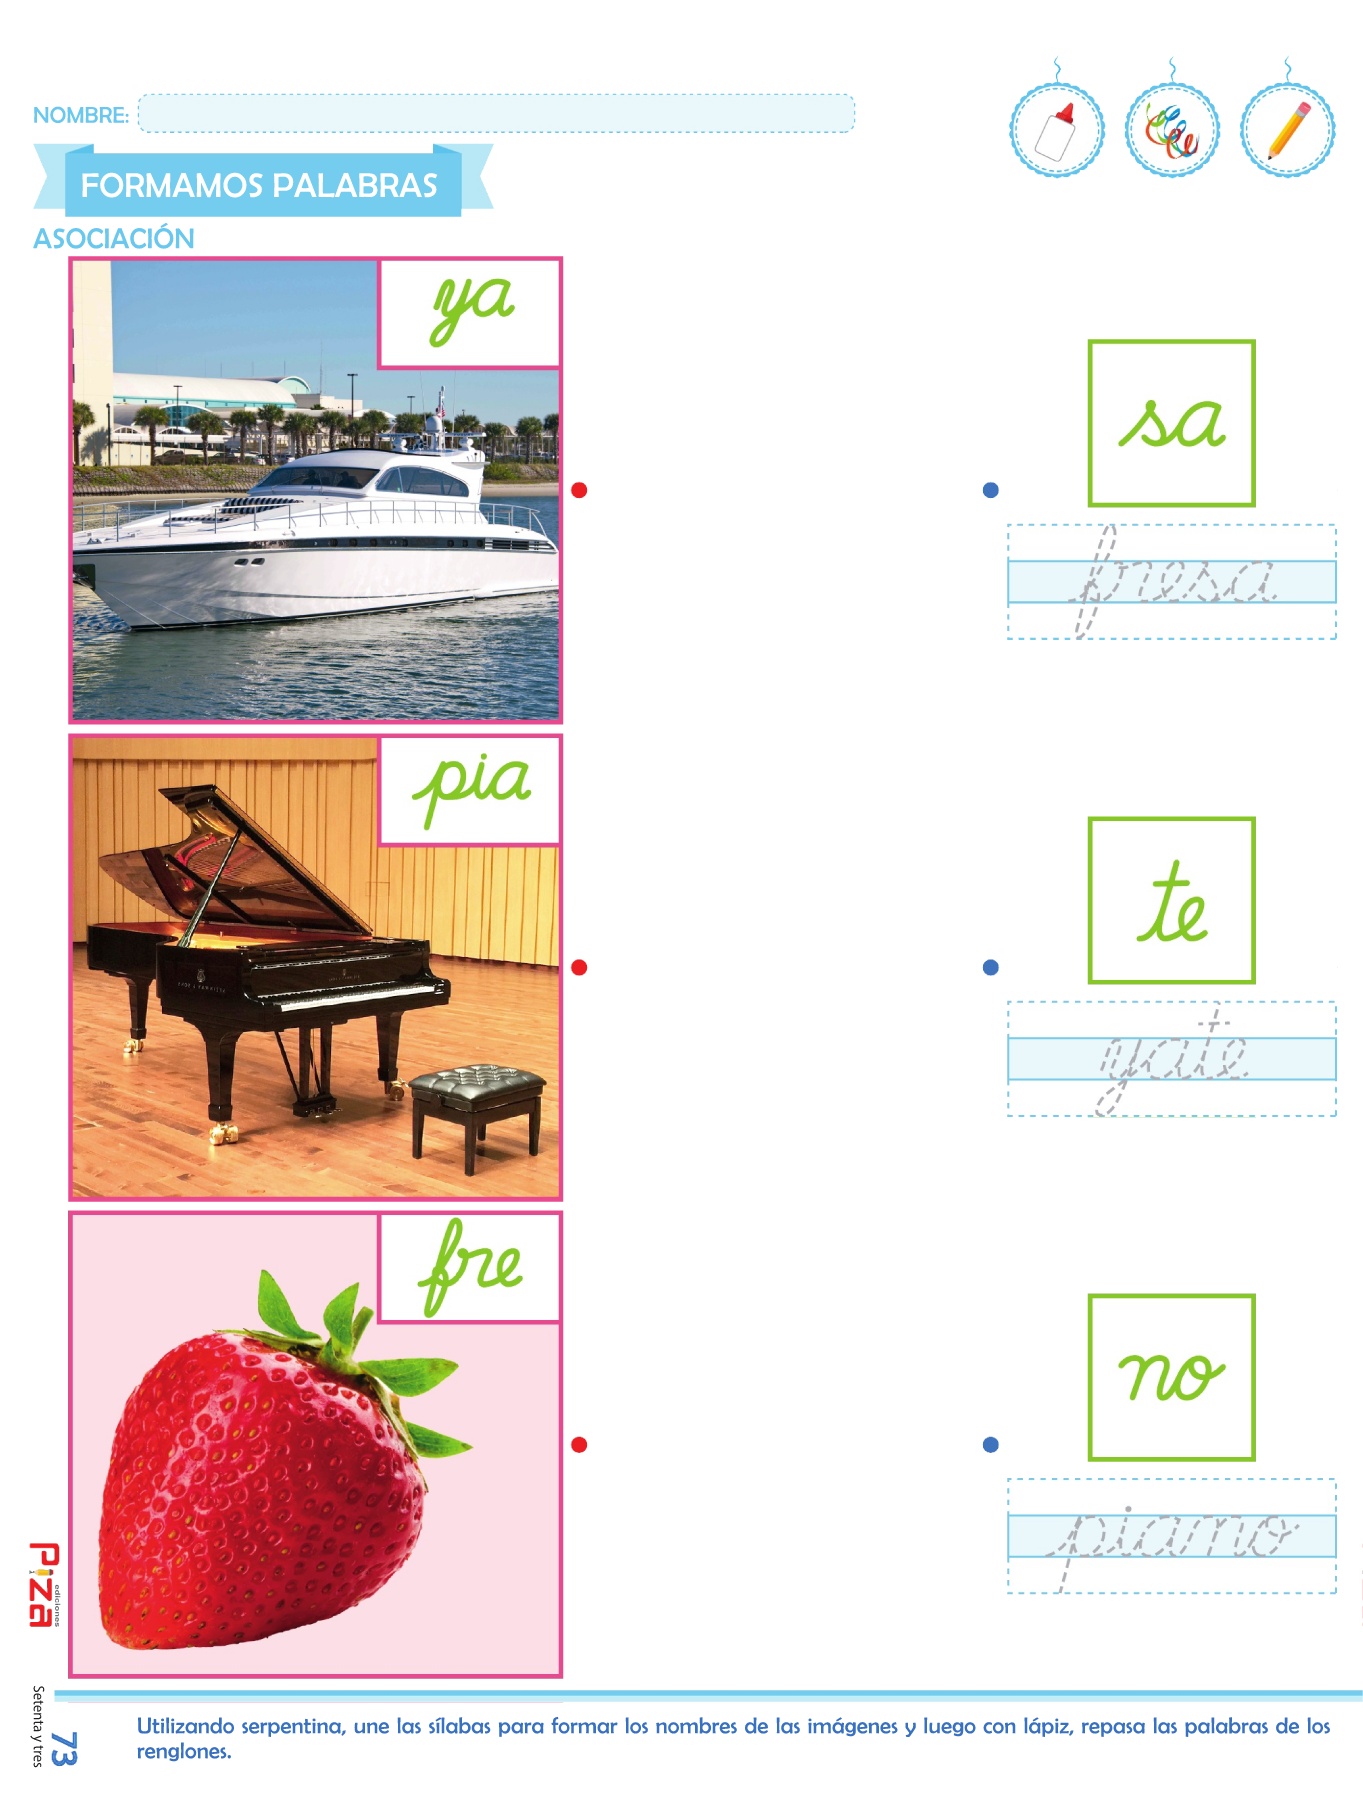 NOMBRE:
FORMAMOS PALABRAS
ASOCIACIÓN
ya
sa
fresa
pia
te
yate
fre
no
piano
piza
ediciones
Setenta y tres
73
Utilizando serpentina, une las sílabas para formar los nombres de las imágenes y luego con lápiz, repasa las palabras de los
renglones.